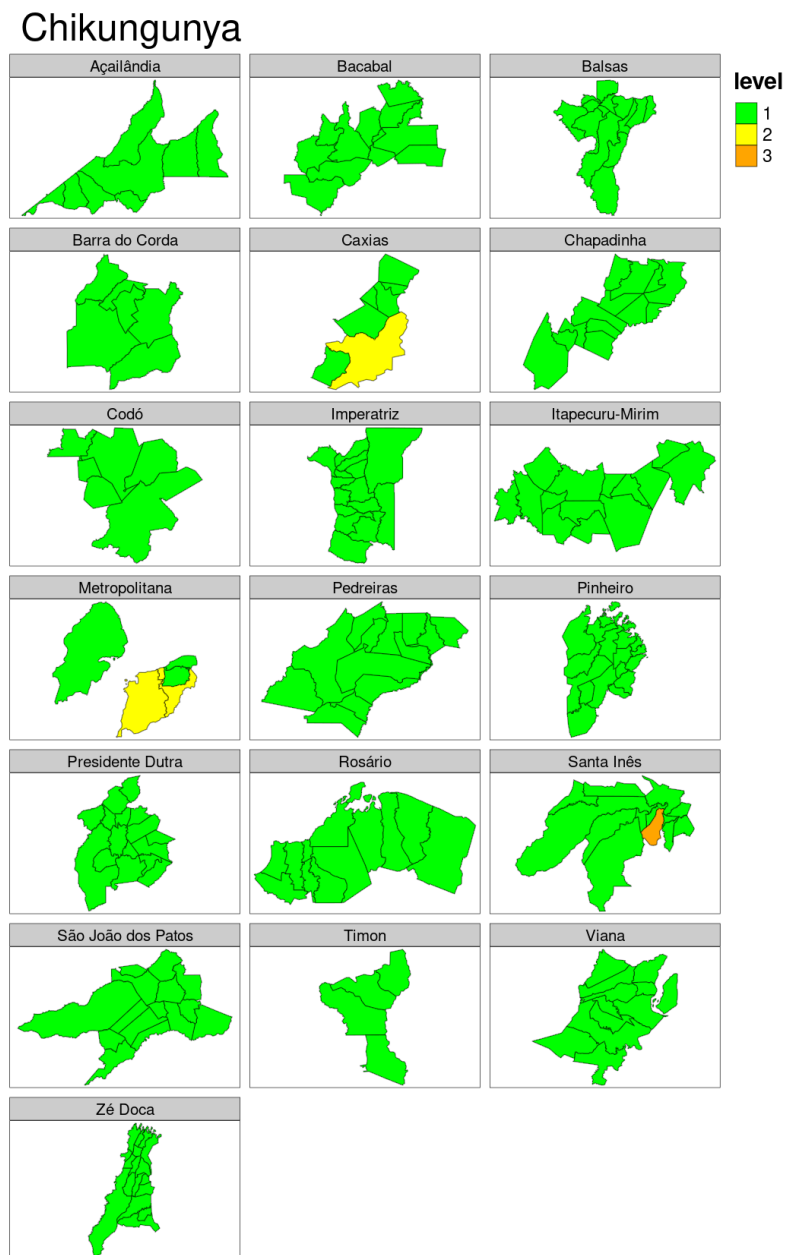 Chikungunya
Açailândia
Bacabal
Balsas
level
1
2
3
Barra do Corda
Caxias
Chapadinha
Codó
Imperatriz
Itapecuru-Mirim
Metropolitana
Pedreiras
Pinheiro
Presidente Dutra
Rosário
Santa Inês
São João dos Patos
Timon
Viana
Zé Doca